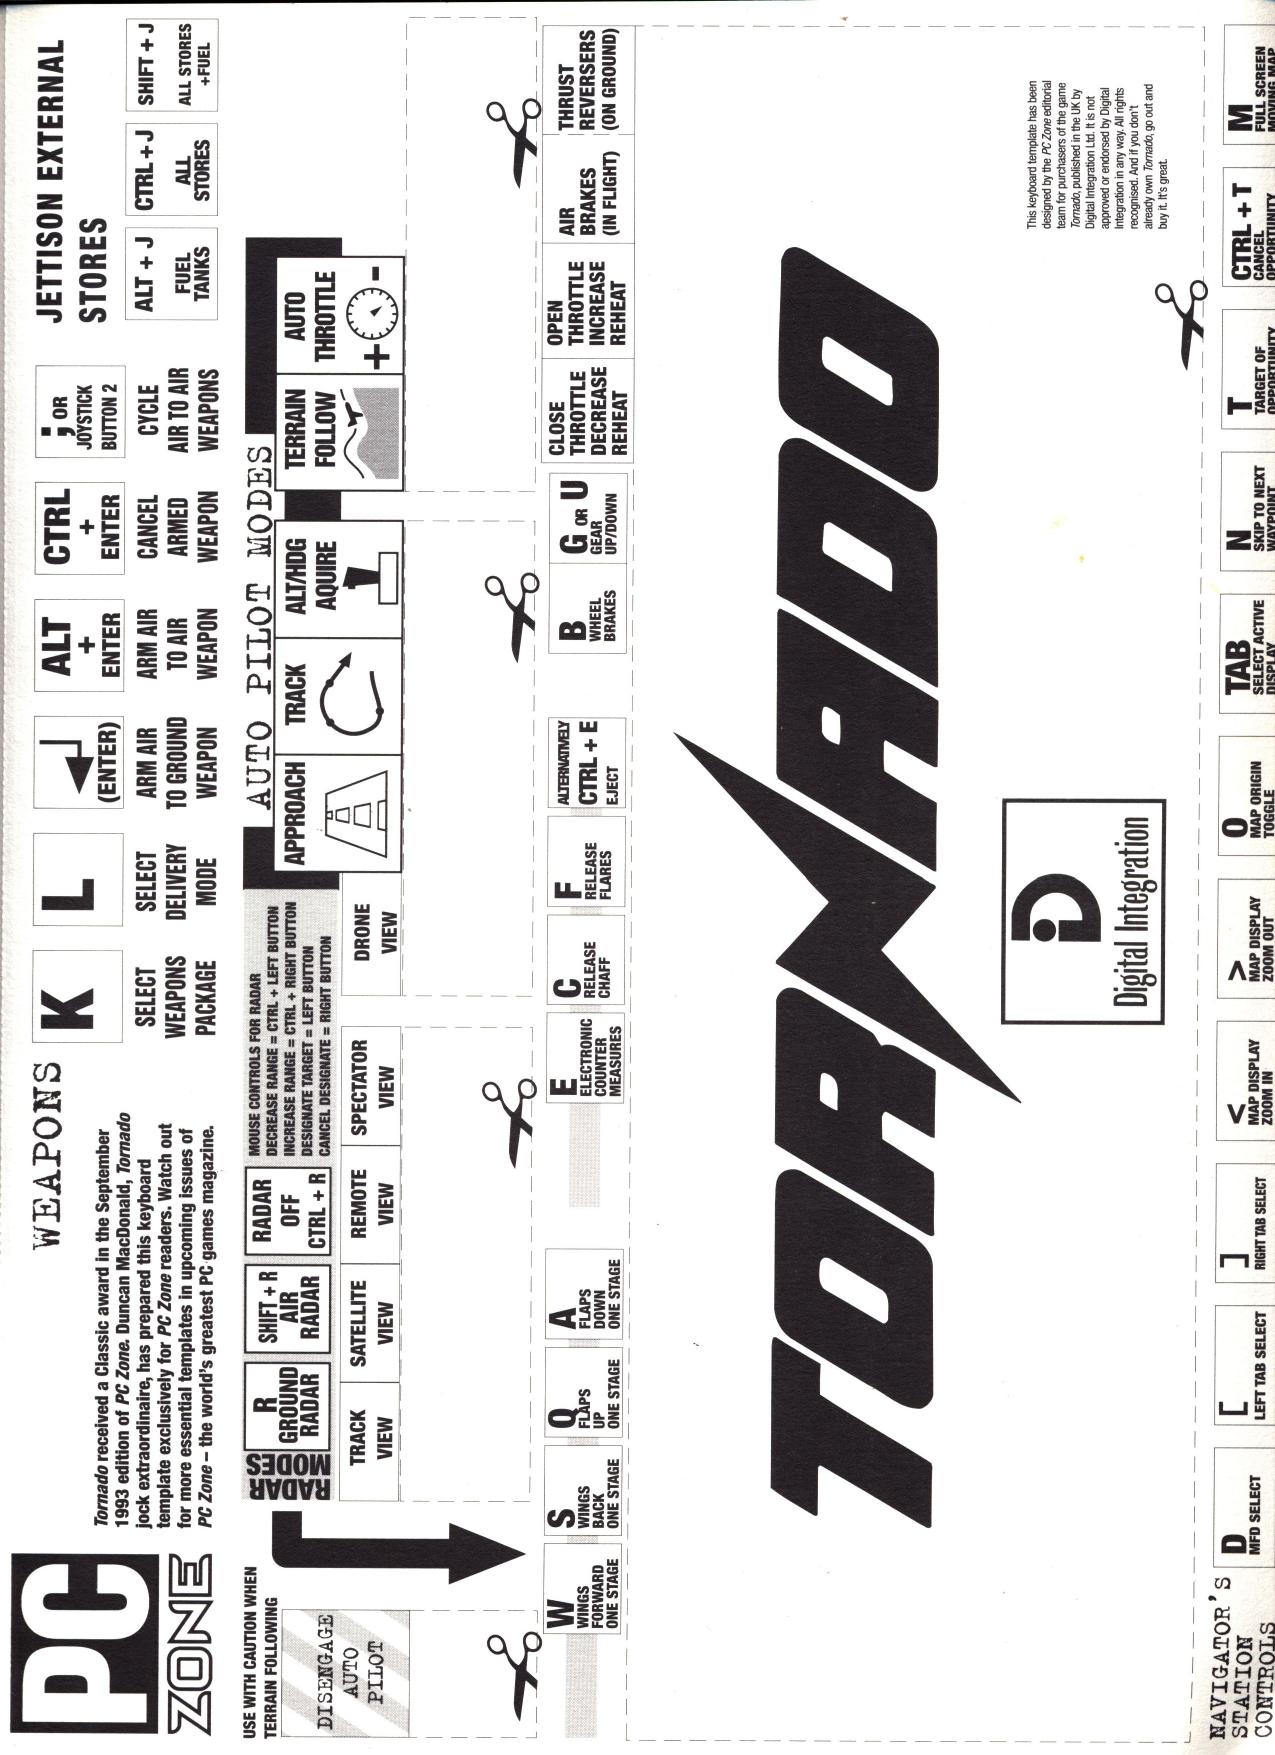 PC
ZONE
Tornado received a Classic award in the September
1993 edition of PC Zone. Duncan MacDonald, Tornado
jock extraordinaire, has prepared this keyboard
template exclusively for PC Zone readers. Watch out
for more essential templates in upcoming issues of
PC Zone – the world's greatest PC games magazine.
WEAPONS
K
SELECT
WEAPONS
PACKAGE
L
SELECT
DELIVERY
MODE
(ENTER)
ARM AIR
TO GROUND
WEAPON
ALT
+
ENTER
ARM AIR
TO AIR
WEAPON
CTRL
+
ENTER
CANCEL
ARMED
WEAPON
; OR
JOYSTICK
BUTTON 2
CYCLE
AIR TO AIR
WEAPONS
JETTISON EXTERNAL
STORES
ALT + J
FUEL
TANKS
CTRL + J
ALL
STORES
SHIFT + J
ALL STORES
+FUEL
USE WITH CAUTION WHEN
TERRAIN FOLLOWING
DISENGAGE
AUTO
PILOT
RADAR
MODES
R
GROUND
RADAR
SHIFT + R
AIR
RADAR
RADAR
OFF
CTRL + R
MOUSE CONTROLS FOR RADAR
DECREASE RANGE = CTRL + LEFT BUTTON
INCREASE RANGE = CTRL + RIGHT BUTTON
DESIGNATE TARGET = LEFT BUTTON
CANCEL DESIGNATE = RIGHT BUTTON
TRACK
VIEW
SATELLITE
VIEW
REMOTE
VIEW
SPECTATOR
VIEW
DRONE
VIEW
AUTO PILOT MODES
APPROACH
TRACK
ALT/HDG
AQUIRE
TERRAIN
FOLLOW
AUTO
THROTTLE
+ -
W
WINGS
FORWARD
ONE STAGE
S
WINGS
BACK
ONE STAGE
Q
FLAPS
UP
ONE STAGE
A
FLAPS
DOWN
ONE STAGE
E
ELECTRONIC
COUNTER
MEASURES
C
RELEASE
CHAFF
F
RELEASE
FLARES
ALTERNATIVELY
CTRL + E
EJECT
B
WHEEL
BRAKES
G OR U
GEAR
UP/DOWN
CLOSE
THROTTLE
DECREASE
REHEAT
OPEN
THROTTLE
INCREASE
REHEAT
AIR
BRAKES
(IN FLIGHT)
THRUST
REVERSERS
(ON GROUND)
TORNADO
Digital Integration
This keyboard template has been
designed by the PC Zone editorial
team for purchasers of the game
Tornado, published in the UK by
Digital Integration Ltd. It is not
approved or endorsed by Digital
Integration in any way. All rights
recognised. And if you don't
already own Tornado, go out and
buy it. It's great.
NAVIGATOR'S
STATION
CONTROLS
D
MFD SELECT
[
LEFT TAB SELECT
]
RIGHT TAB SELECT
<
MAP DISPLAY
ZOOM IN
>
MAP DISPLAY
ZOOM OUT
O
MAP ORIGIN
TOGGLE
TAB
SELECT ACTIVE
DISPLAY
N
SKIP TO NEXT
WAYPOINT
T
TARGET OF
OPPORTUNITY
CTRL + T
CANCEL
OPPORTUNITY
M
FULL SCREEN
MOVING MAP